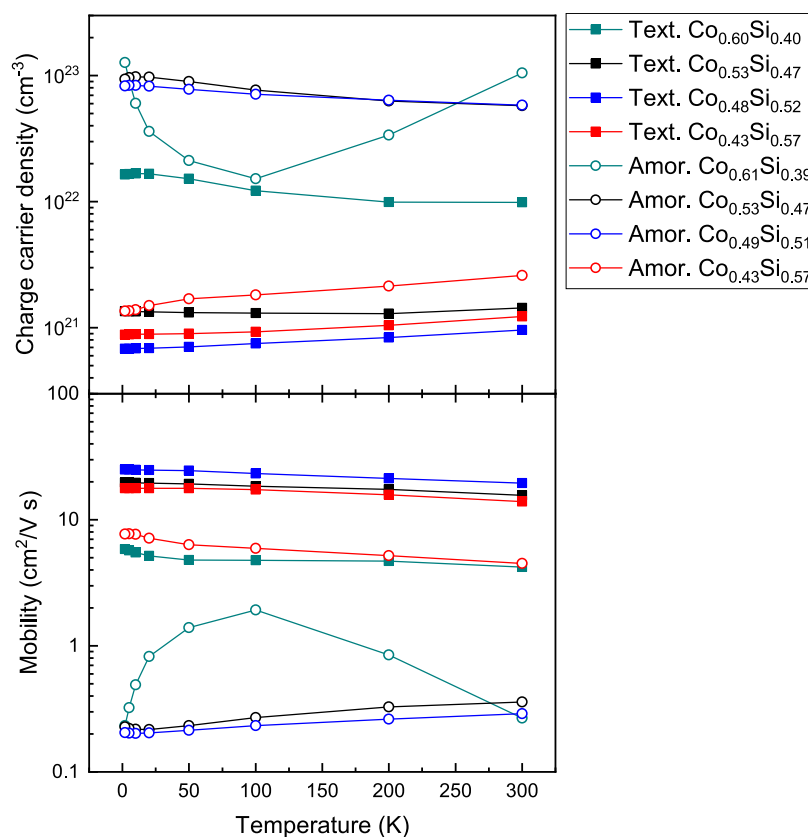 Charge carrier density (cm⁻³)
10²³
10²²
10²¹
Text. Co₀.₆₀Si₀.₄₀
Text. Co₀.₅₃Si₀.₄₇
Text. Co₀.₄₈Si₀.₅₂
Text. Co₀.₄₃Si₀.₅₇
Amor. Co₀.₆₁Si₀.₃₉
Amor. Co₀.₅₃Si₀.₄₇
Amor. Co₀.₄₉Si₀.₅₁
Amor. Co₀.₄₃Si₀.₅₇
Mobility (cm²/V s)
100
10
1
0.1
0 50 100 150 200 250 300
Temperature (K)